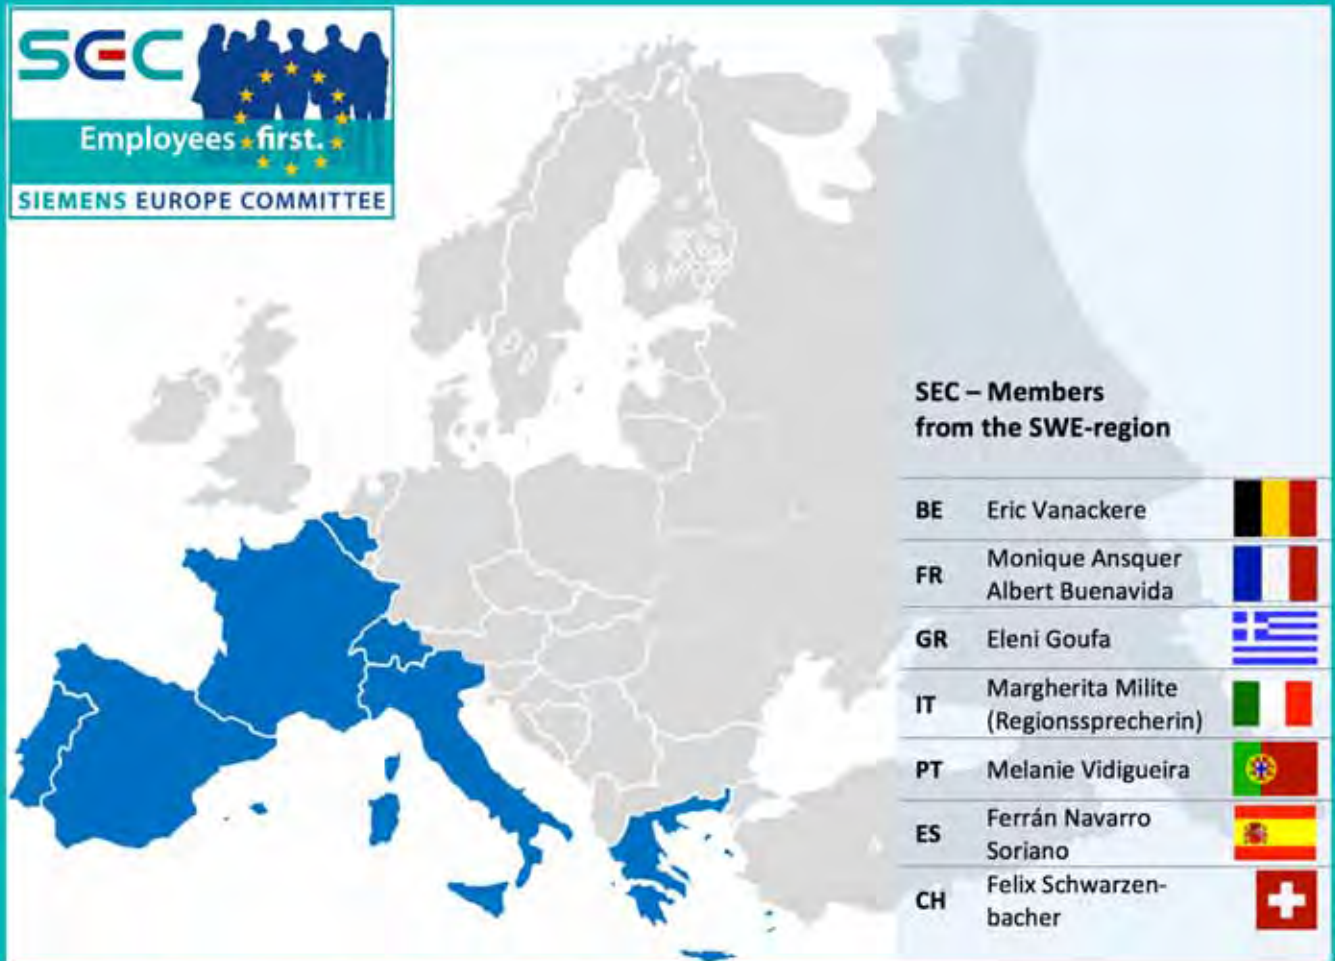 SEC
Employees first.
SIEMENS EUROPE COMMITTEE
SEC – Members
from the SWE-region
BE Eric Vanackere
FR Monique Ansquer
Albert Buenavida
GR Eleni Goufa
IT Margherita Milite
(Regionssprecherin)
PT Melanie Vidigueira
ES Ferrán Navarro
Soriano
CH Felix Schwarzen-
bacher